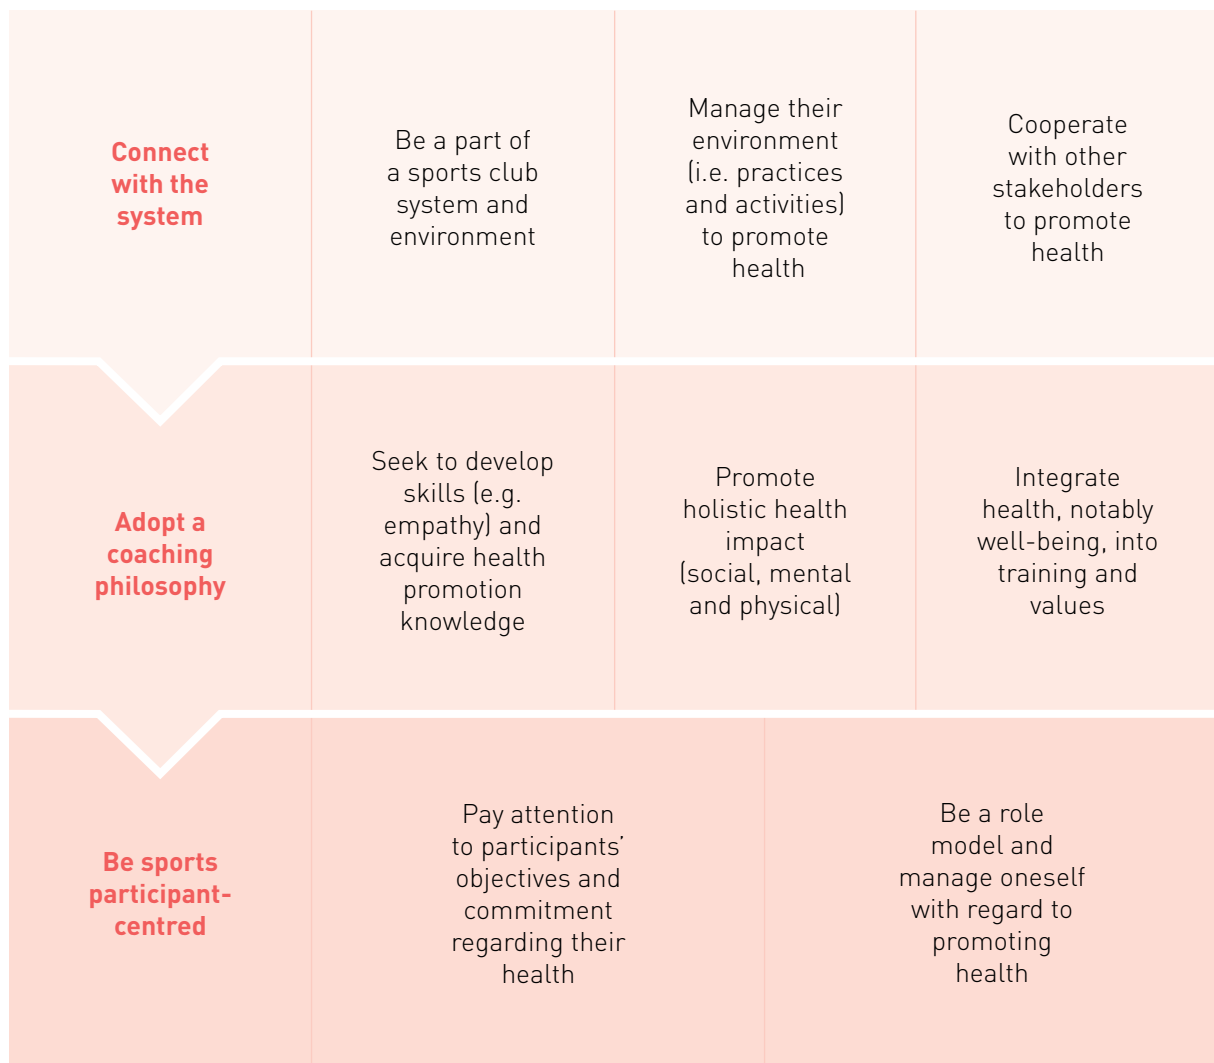 Connect
with the
system
Be a part of
a sports club
system and
environment
Manage their
environment
(i.e. practices
and activities)
to promote
health
Cooperate
with other
stakeholders
to promote
health
Adopt a
coaching
philosophy
Seek to develop
skills (e.g.
empathy) and
acquire health
promotion
knowledge
Promote
holistic health
impact
(social, mental
and physical)
Integrate
health, notably
well-being, into
training and
values
Be sports
participant-
centred
Pay attention
to participants’
objectives and
commitment
regarding their
health
Be a role
model and
manage oneself
with regard to
promoting
health